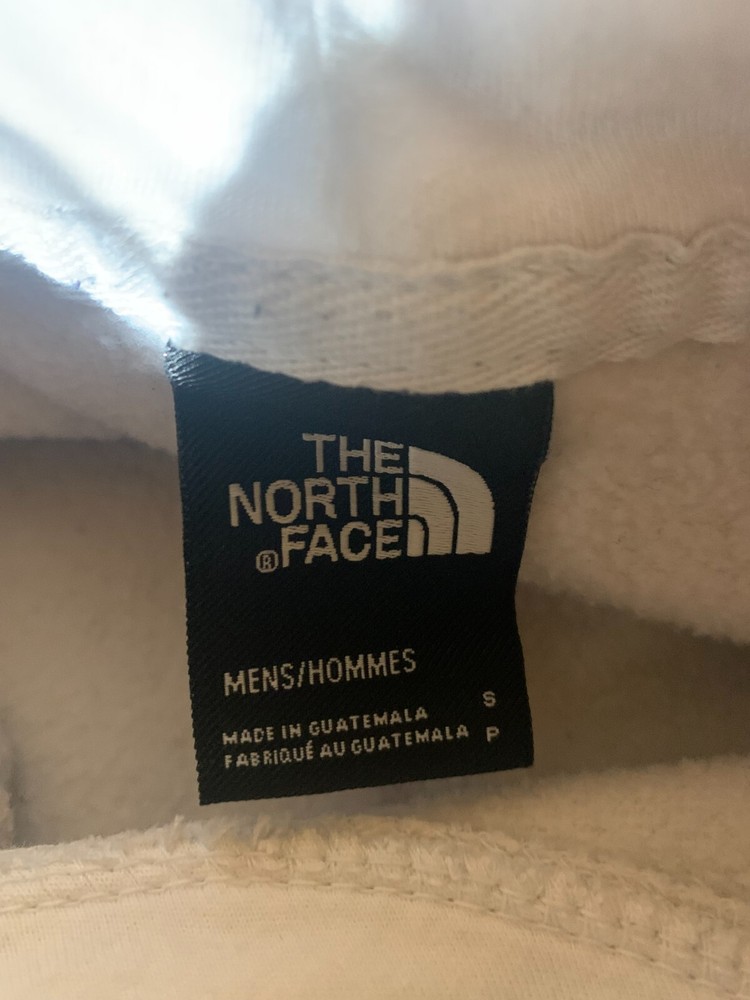 THE
NORTH
®FACE
MENS/HOMMES
S
MADE IN GUATEMALA
FABRIQUÉ AU GUATEMALA P